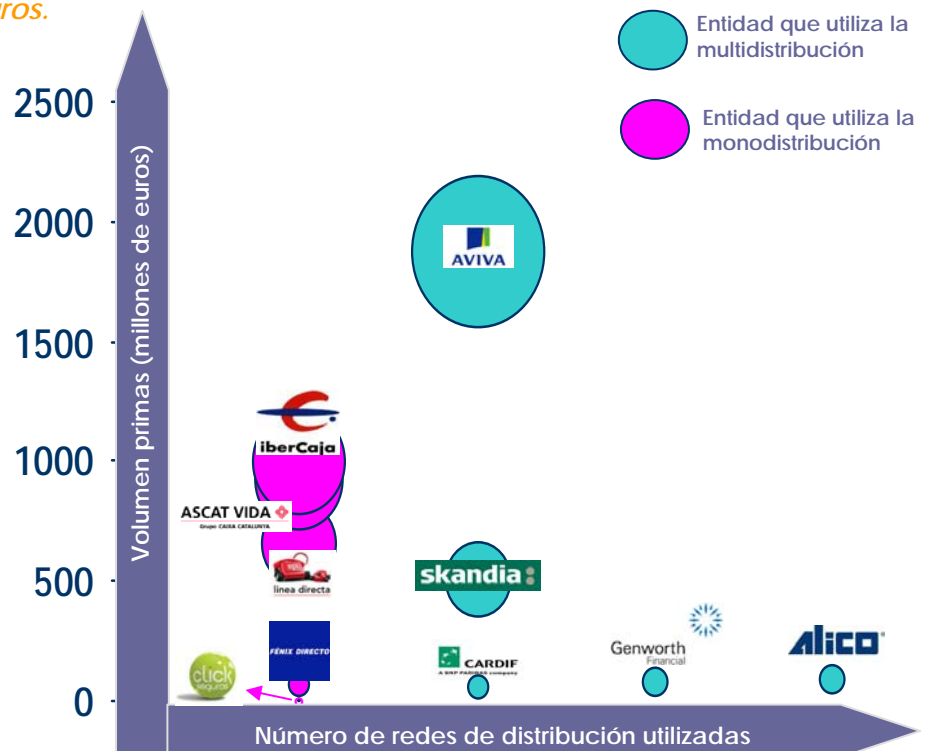 uros.
Entidad que utiliza la
multidistribución
Entidad que utiliza la
monodistribución
2500
2000
1500
1000
500
0
Volumen primas (millones de euros)
AVIVA
iberCaja
ASCAT VIDA
Grupo CAIXA CATALUNYA
linea directa
skandia:
FÉNIX DIRECTO
click
seguros
CARDIF
A BNP PARIBAS company
Genworth
Financial
ALICO
Número de redes de distribución utilizadas